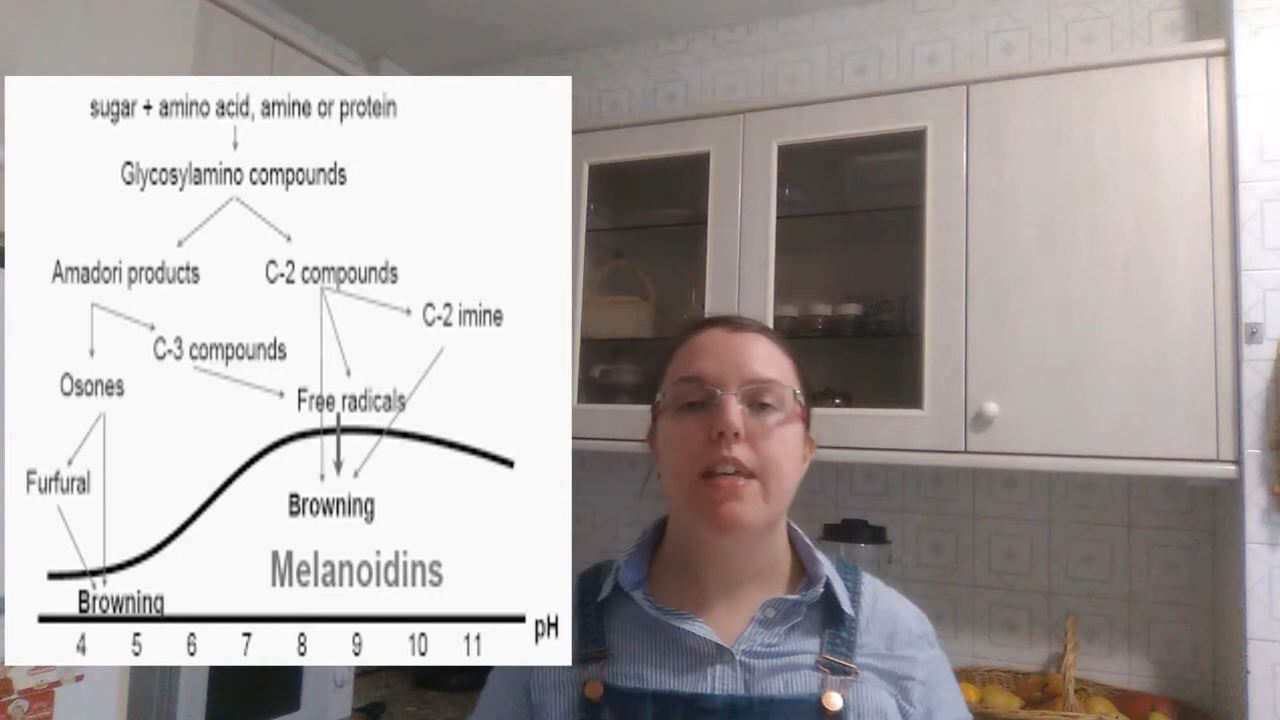 sugar + amino acid, amine or protein
Glycosylamino compounds
Amadori products
C-2 compounds
C-2 imine
C-3 compounds
Osones
Free radicals
Furfural
Browning
Melanoidins
Browning
pH
4 5 6 7 8 9 10 11